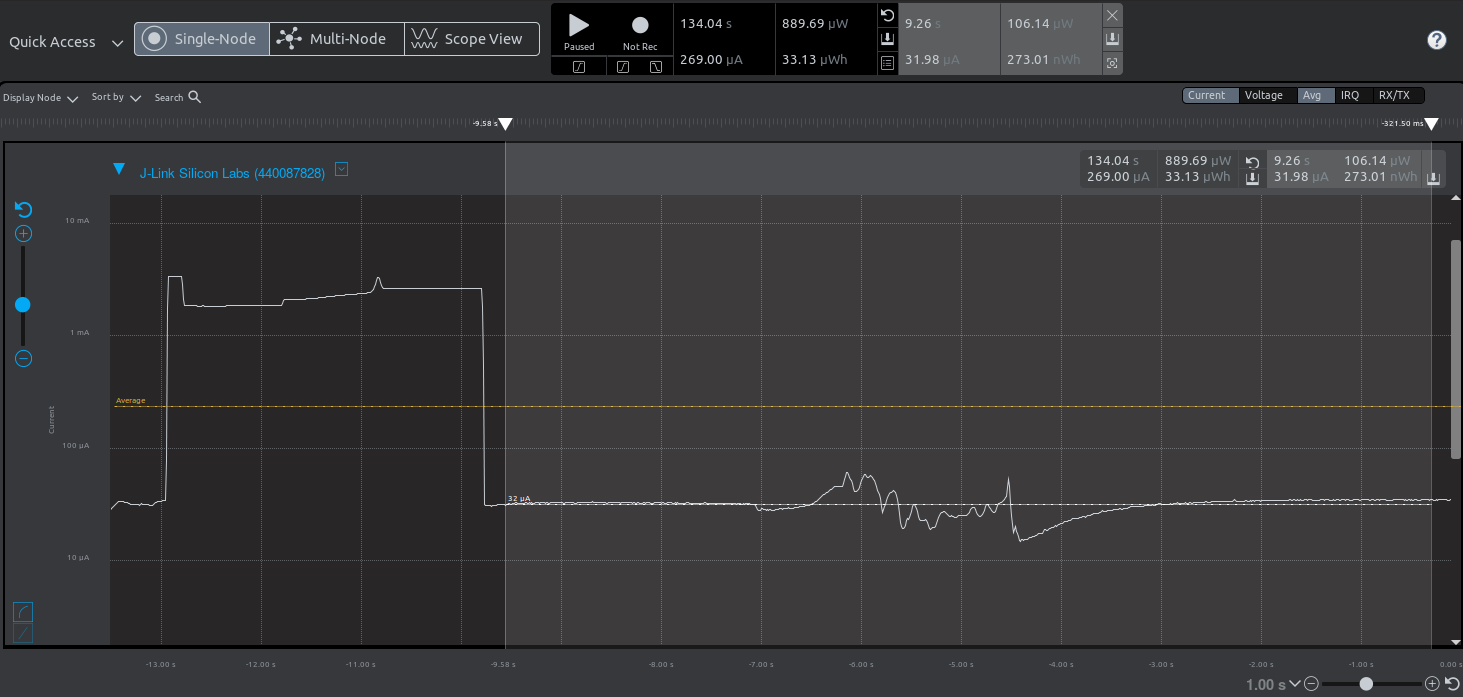 Quick Access
Single-Node
Multi-Node
Scope View
Paused
Not Rec
134.04 s
269.00 µA
889.69 µW
33.13 µWh
9.26 s
31.98 µA
106.14 µW
273.01 nWh
?
Display Node
Sort by
Search
Current
Voltage
Avg
IRQ
RX/TX
-9.58 s
-321.50 ms
J-Link Silicon Labs (440087828)
134.04 s
269.00 µA
889.69 µW
33.13 µWh
9.26 s
31.98 µA
106.14 µW
273.01 nWh
10 mA
1 mA
Average
Current
100 µA
32 µA
10 µA
-13.00 s
-12.00 s
-11.00 s
-9.58 s
-8.00 s
-7.00 s
-6.00 s
-5.00 s
-4.00 s
-3.00 s
-2.00 s
-1.00 s
0.00 s
1.00 s